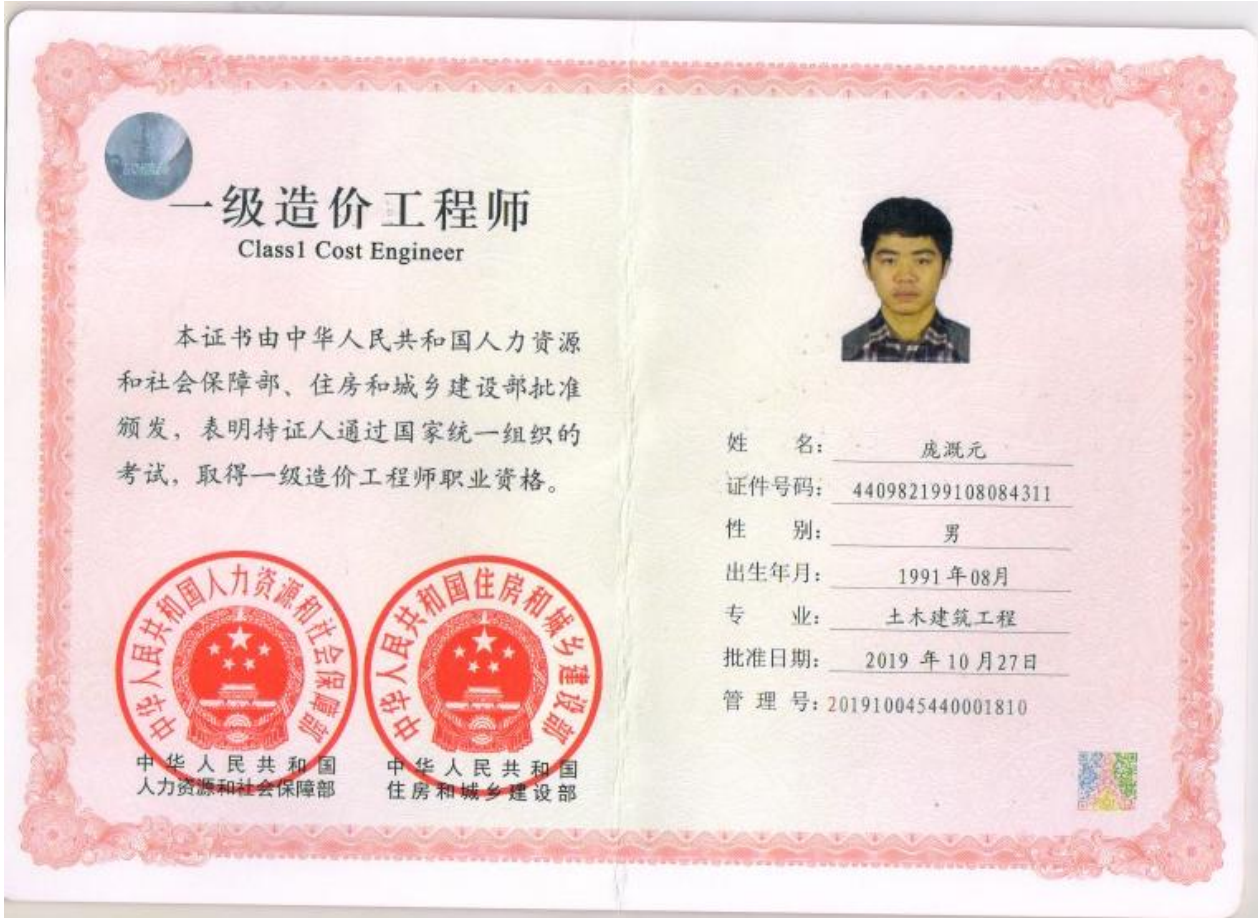 一级造价工程师
Class1 Cost Engineer
本证书由中华人民共和国人力资源
和社会保障部、住房和城乡建设部批准
颁发，表明持证人通过国家统一组织的
考试，取得一级造价工程师职业资格。
中华人民共和国人力资源和社会保障部
中华人民共和国住房和城乡建设部
中华人民共和国
人力资源和社会保障部
中华人民共和国
住房和城乡建设部
姓 名： 庞溉元
证件号码： 440982199108084311
性 别： 男
出生年月： 1991年08月
专 业： 土木建筑工程
批准日期： 2019 年 10 月27日
管 理 号：201910045440001810